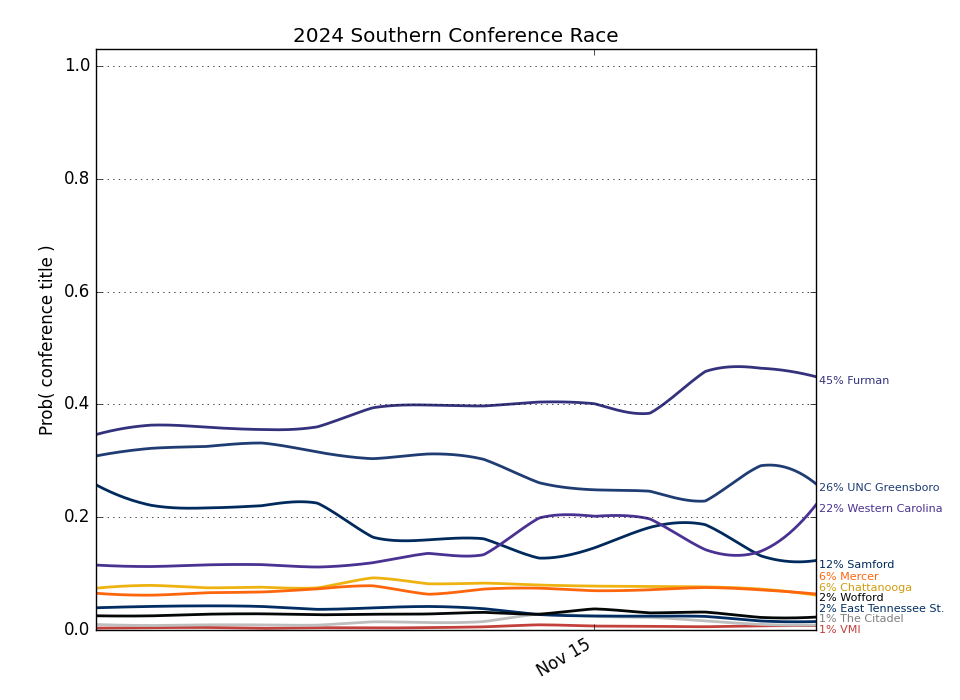 2024 Southern Conference Race
1.0
0.8
0.6
0.4
0.2
0.0
Prob( conference title )
Nov 15
45% Furman
26% UNC Greensboro
22% Western Carolina
12% Samford
6% Mercer
6% Chattanooga
2% Wofford
2% East Tennessee St.
1% The Citadel
1% VMI